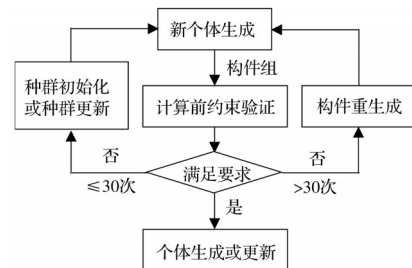 新个体生成
构件组
种群初始化
或种群更新
计算前约束验证
构件重生成
否
满足要求
否
≤30次
>30次
是
个体生成或更新